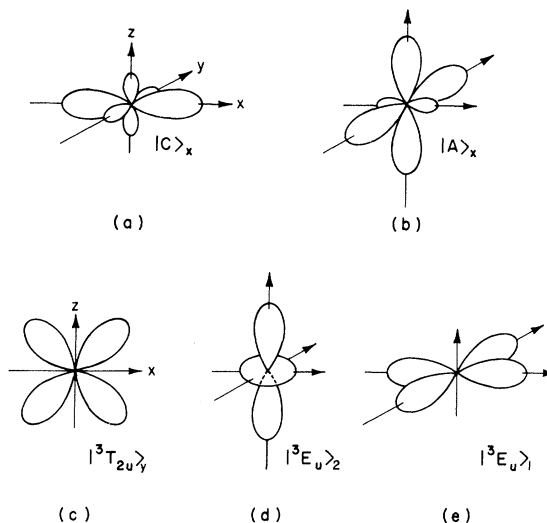 z
y
x
|C⟩x
|A⟩x
(a)
(b)
z
x
|³T₂ᵤ⟩y
|³Eᵤ⟩₂
|³Eᵤ⟩₁
(c)
(d)
(e)